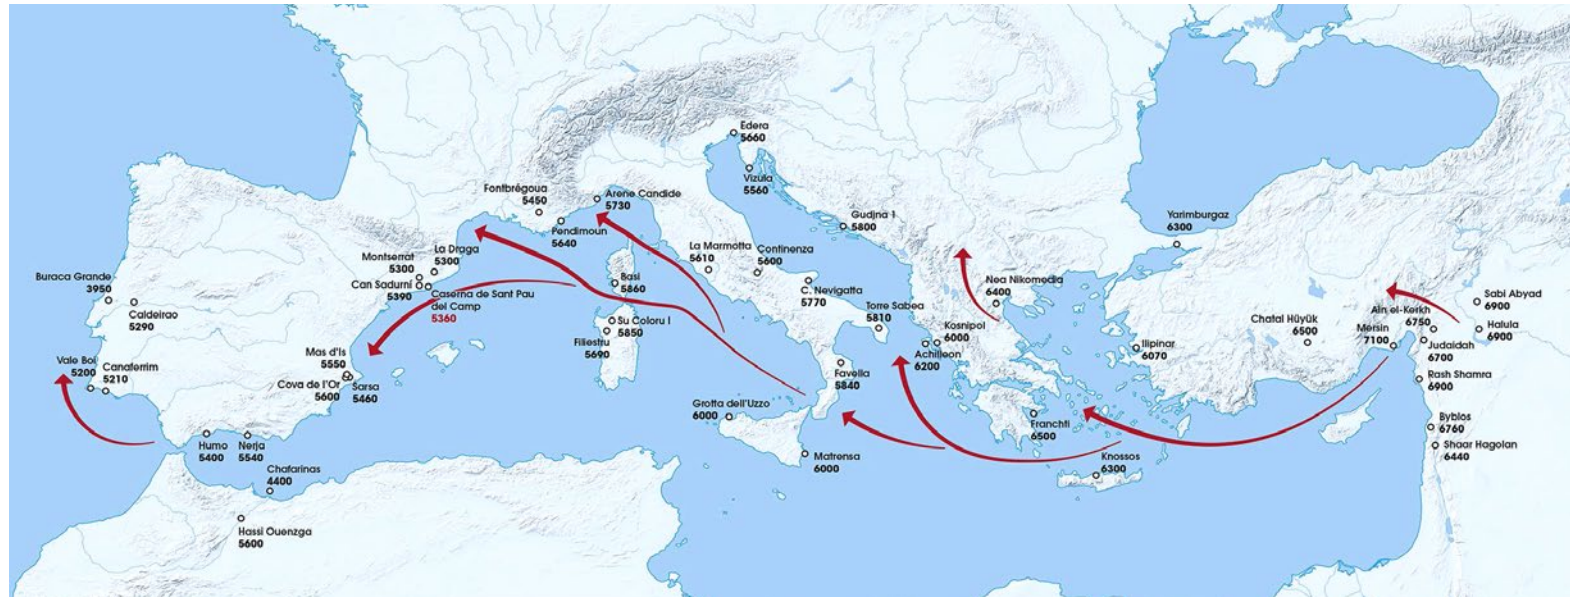 Edera
5660
Vizula
5560
Fontbrégoua
5450
Arene Candide
5730
Pendimoun
5640
Gudjna 1
5800
Yarimburgaz
6300
La Draga
5300
Montserrat
5300
Can Sadurní
5390
Caserna de Sant Pau
del Camp
5360
La Marmotta
5610
Continenza
5600
Basi
5860
C. Nevigatta
5770
Nea Nikomedia
6400
Buraca Grande
3950
Caldeirao
5290
Su Coloru I
5850
Filiestru
5690
Torre Sabea
5810
Kosnipol
6000
Achilleon
6200
Ilipinar
6070
Chatal Hüyük
6500
Sabi Abyad
6900
Ain el-Kerkh
6750
Halula
6900
Mersin
7100
Judaidah
6700
Mas d'Is
5550
Cova de l'Or
5600
Sarsa
5460
Vale Boi
5200
Canaferrim
5210
Favella
5840
Rash Shamra
6900
Grotta dell'Uzzo
6000
Franchti
6500
Byblos
6760
Shaar Hagolan
6440
Humo
5400
Nerja
5540
Matrensa
6000
Knossos
6300
Chafarinas
4400
Hassi Ouenzga
5600